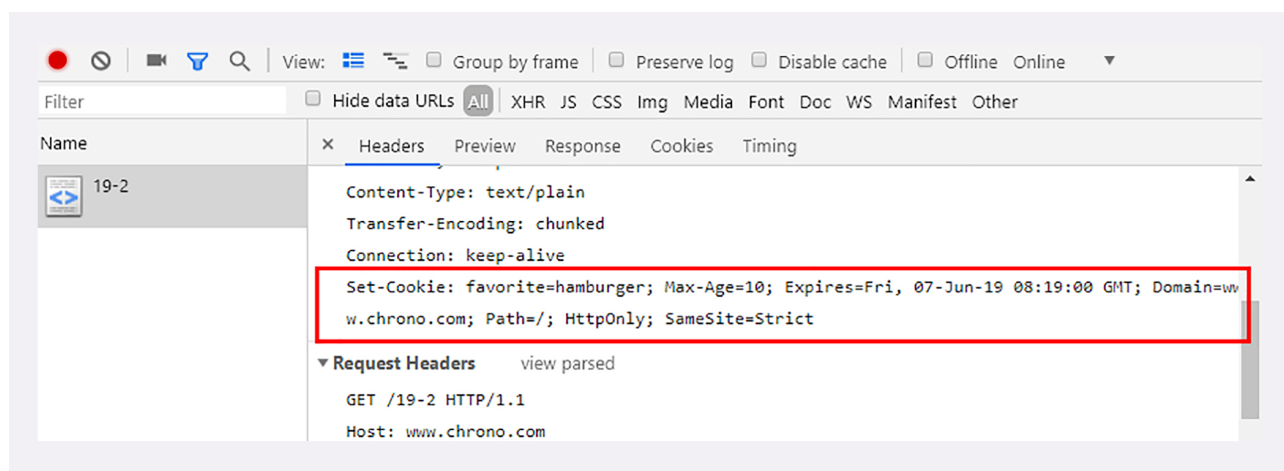 View: Group by frame Preserve log Disable cache Offline Online ▼
Filter Hide data URLs All XHR JS CSS Img Media Font Doc WS Manifest Other
Name × Headers Preview Response Cookies Timing
19-2
Content-Type: text/plain
Transfer-Encoding: chunked
Connection: keep-alive
Set-Cookie: favorite=hamburger; Max-Age=10; Expires=Fri, 07-Jun-19 08:19:00 GMT; Domain=ww
w.chrono.com; Path=/; HttpOnly; SameSite=Strict
▼ Request Headers view parsed
GET /19-2 HTTP/1.1
Host: www.chrono.com